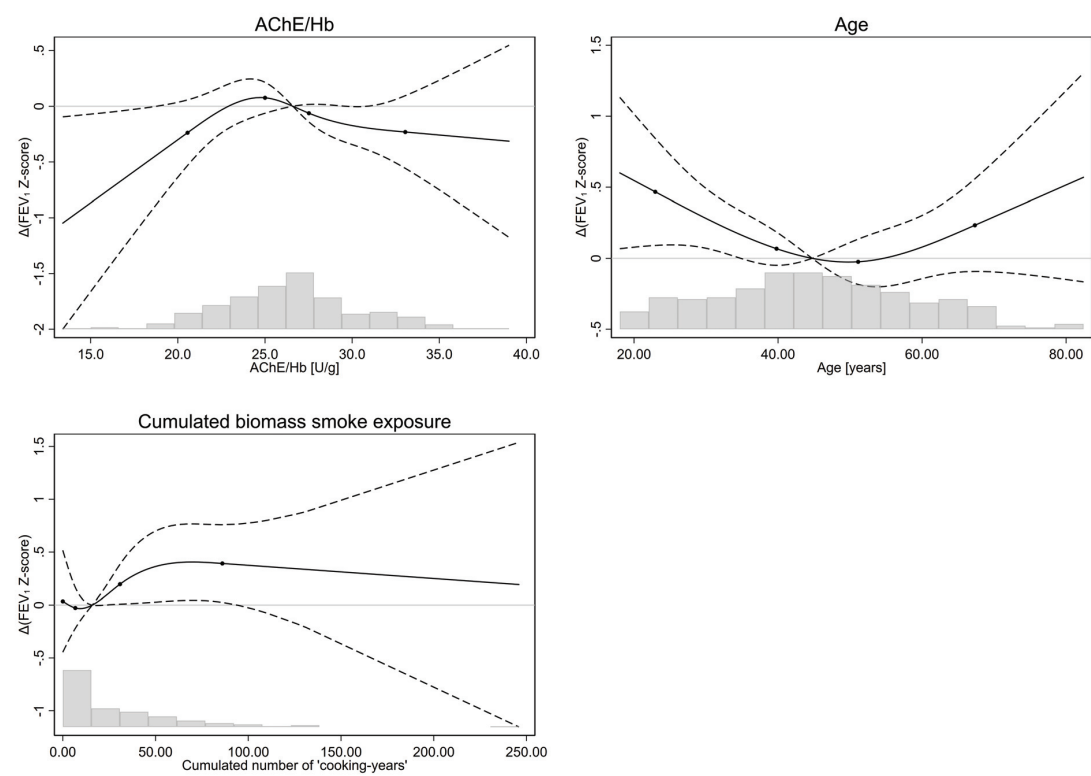 AChE/Hb
Δ(FEV₁ Z-score)
.5
0
-.5
-1
-1.5
-2
15.0 20.0 25.0 30.0 35.0 40.0
AChE/Hb [U/g]
Age
Δ(FEV₁ Z-score)
1.5
1
.5
0
-.5
20.00 40.00 60.00 80.00
Age [years]
Cumulated biomass smoke exposure
Δ(FEV₁ Z-score)
1.5
1
.5
0
-.5
-1
0.00 50.00 100.00 150.00 200.00 250.00
Cumulated number of 'cooking-years'